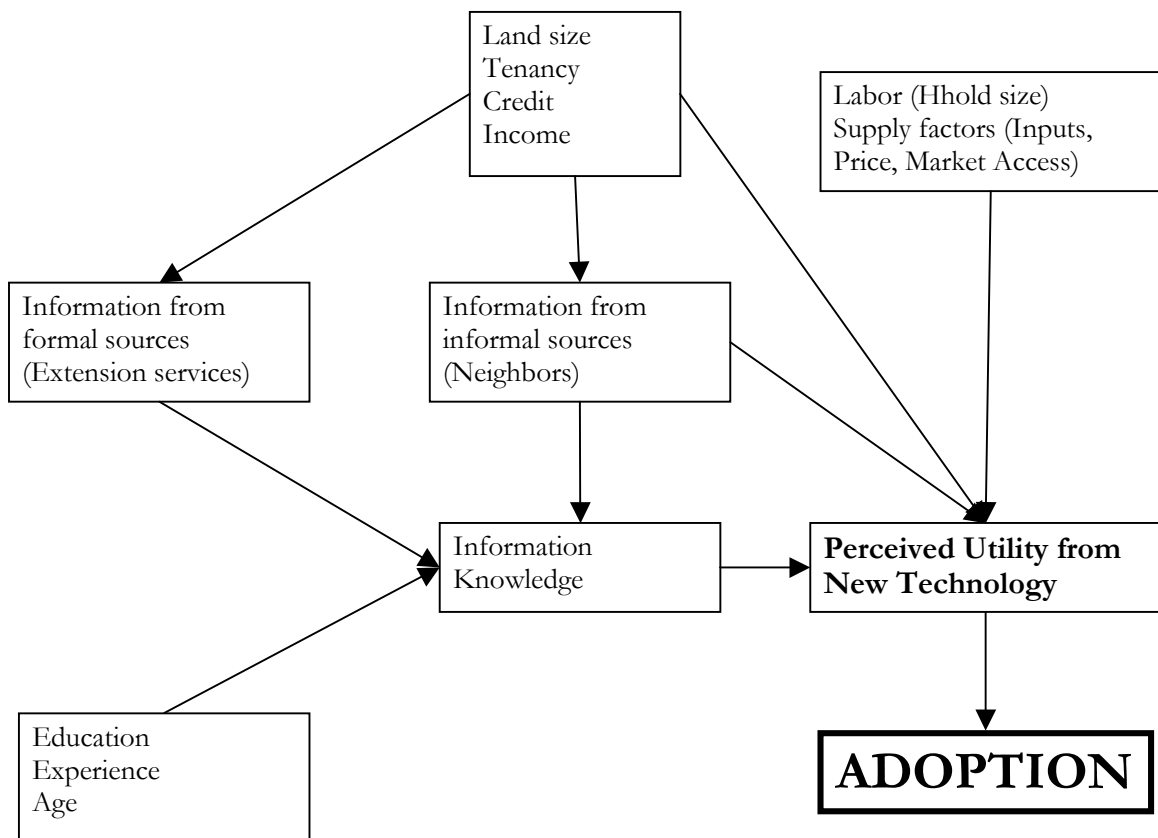 Land size
Tenancy
Credit
Income
Labor (Hhold size)
Supply factors (Inputs,
Price, Market Access)
Information from
formal sources
(Extension services)
Information from
informal sources
(Neighbors)
Information
Knowledge
Perceived Utility from
New Technology
Education
Experience
Age
ADOPTION